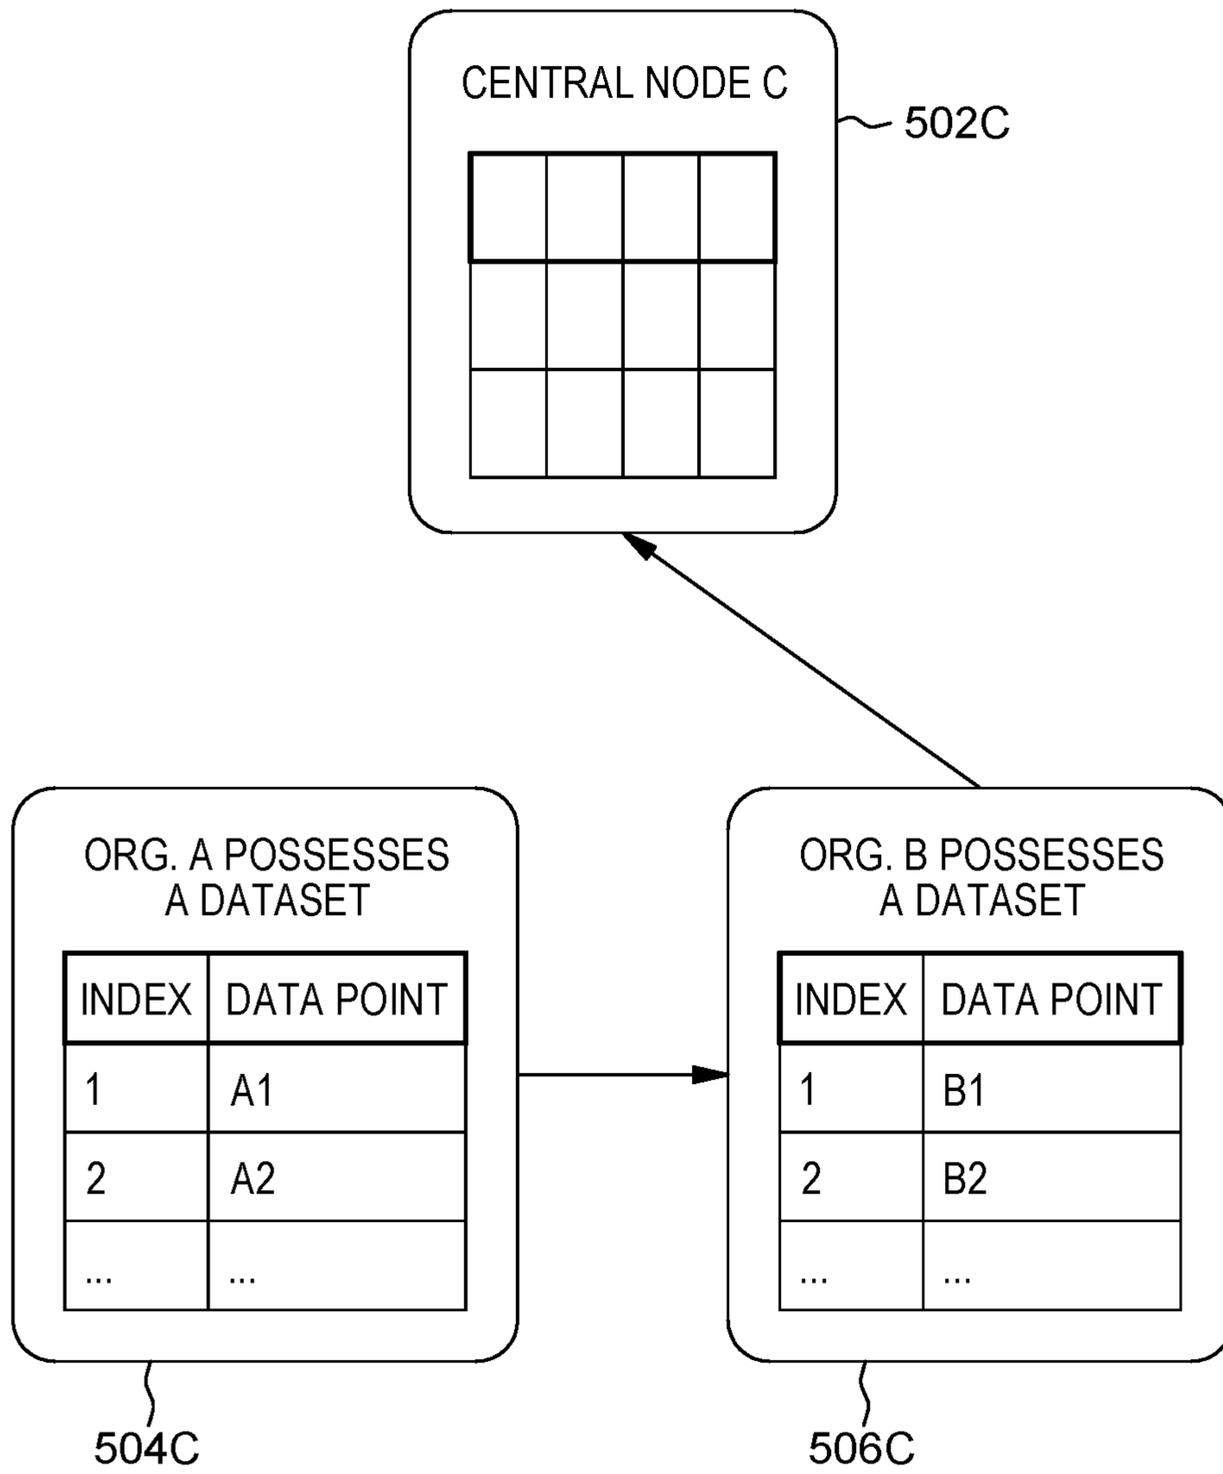 CENTRAL NODE C
502C
ORG. A POSSESSES
A DATASET
INDEX DATA POINT
1 A1
2 A2
... ...
504C
ORG. B POSSESSES
A DATASET
INDEX DATA POINT
1 B1
2 B2
... ...
506C